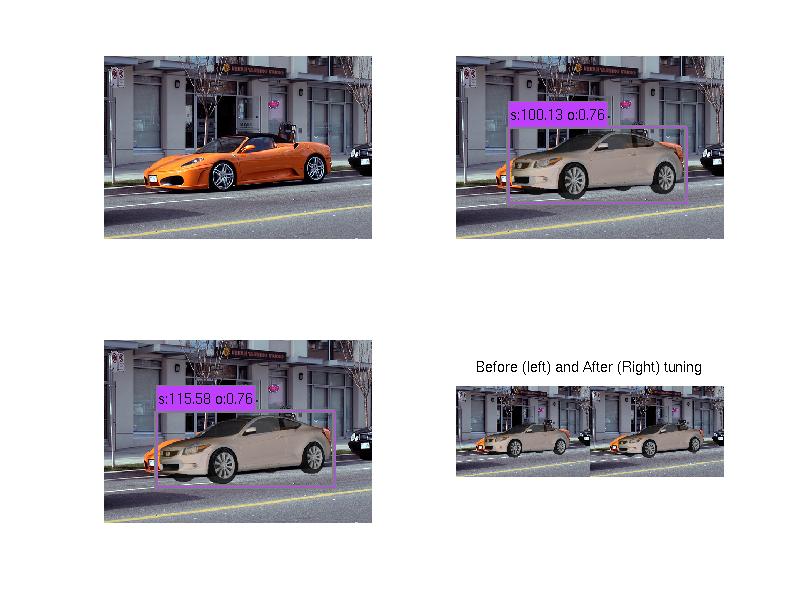 s:100.13 o:0.76
s:115.58 o:0.76
Before (left) and After (Right) tuning